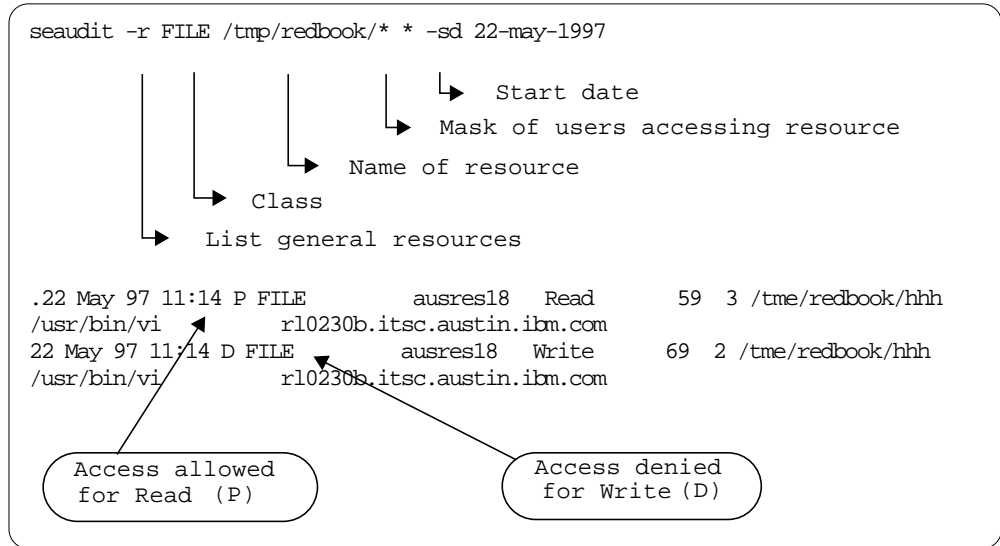 seaudit -r FILE /tmp/redbook/* * -sd 22-may-1997
Start date
Mask of users accessing resource
Name of resource
Class
List general resources
.22 May 97 11:14 P FILE ausres18 Read 59 3 /tme/redbook/hhh
/usr/bin/vi rl0230b.itsc.austin.ibm.com
22 May 97 11:14 D FILE ausres18 Write 69 2 /tme/redbook/hhh
/usr/bin/vi rl0230b.itsc.austin.ibm.com
Access allowed
for Read (P)
Access denied
for Write (D)